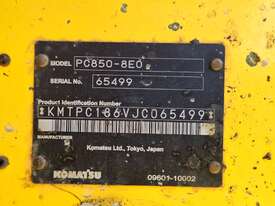 MODEL PC850-8E0
SERIAL NO. 65499
Product Identification Number
*KMTPC186VJC065499*
MANUFACTURER
Komatsu Ltd., Tokyo, Japan
KOMATSU
09601-10002